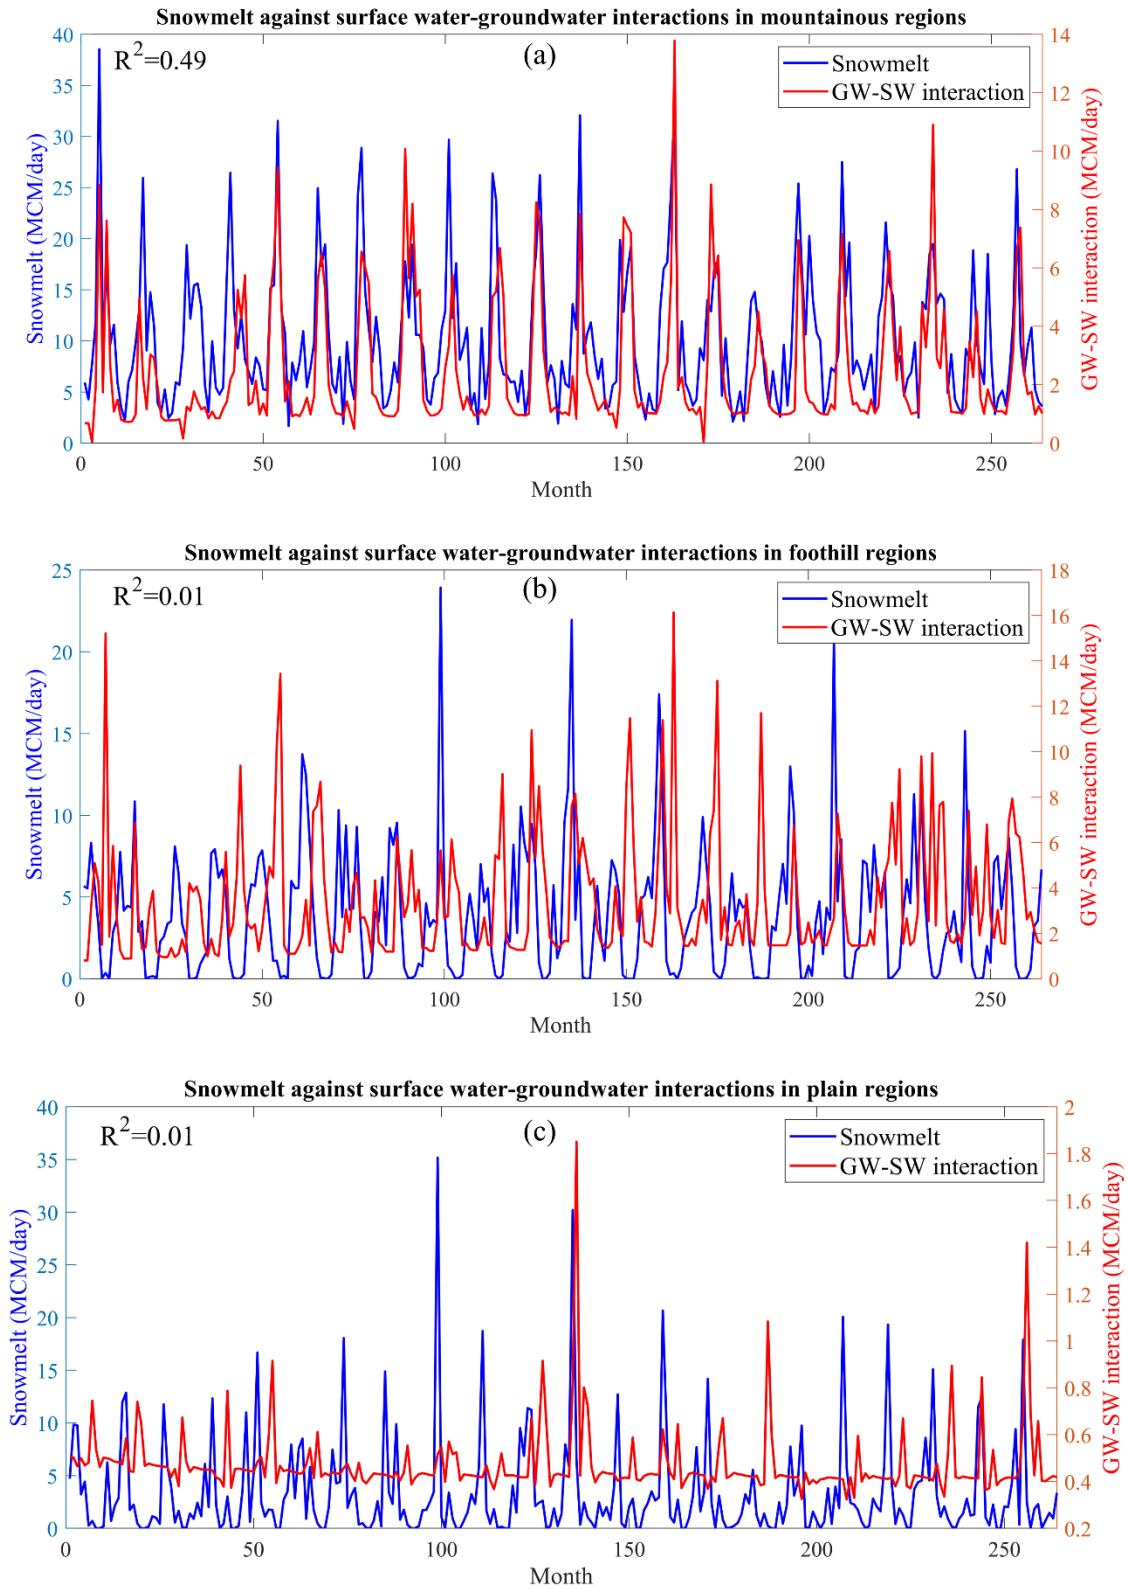 Snowmelt against surface water-groundwater interactions in mountainous regions
R²=0.49
(a)
Snowmelt
GW-SW interaction
Snowmelt (MCM/day)
0 5 10 15 20 25 30 35 40
GW-SW interaction (MCM/day)
0 2 4 6 8 10 12 14
0 50 100 150 200 250
Month
Snowmelt against surface water-groundwater interactions in foothill regions
R²=0.01
(b)
Snowmelt
GW-SW interaction
Snowmelt (MCM/day)
0 5 10 15 20 25
GW-SW interaction (MCM/day)
0 2 4 6 8 10 12 14 16 18
0 50 100 150 200 250
Month
Snowmelt against surface water-groundwater interactions in plain regions
R²=0.01
(c)
Snowmelt
GW-SW interaction
Snowmelt (MCM/day)
0 5 10 15 20 25 30 35 40
GW-SW interaction (MCM/day)
0.2 0.4 0.6 0.8 1 1.2 1.4 1.6 1.8 2
0 50 100 150 200 250
Month